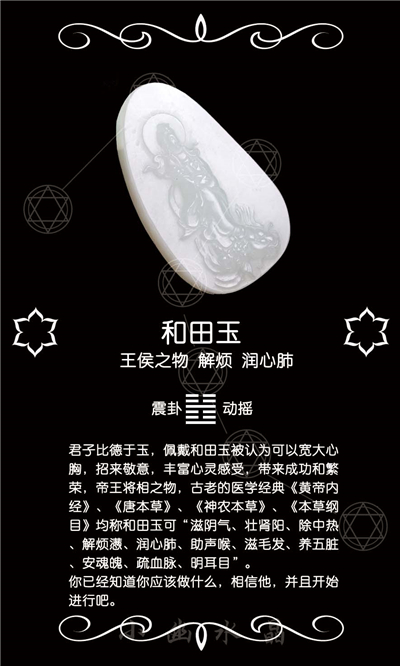 和田玉
王侯之物 解烦 润心肺
震卦 动摇
君子比德于玉，佩戴和田玉被认为可以宽大心
胸，招来敬意，丰富心灵感受，带来成功和繁
荣，帝王将相之物，古老的医学经典《黄帝内
经》、《唐本草》、《神农本草》、《本草纲
目》均称和田玉可“滋阴气、壮肾阳、除中热
、解烦懑、润心肺、助声喉、滋毛发、养五脏
、安魂魄、疏血脉、明耳目”。
你已经知道你应该做什么，相信他，并且开始
进行吧。
小幽水晶